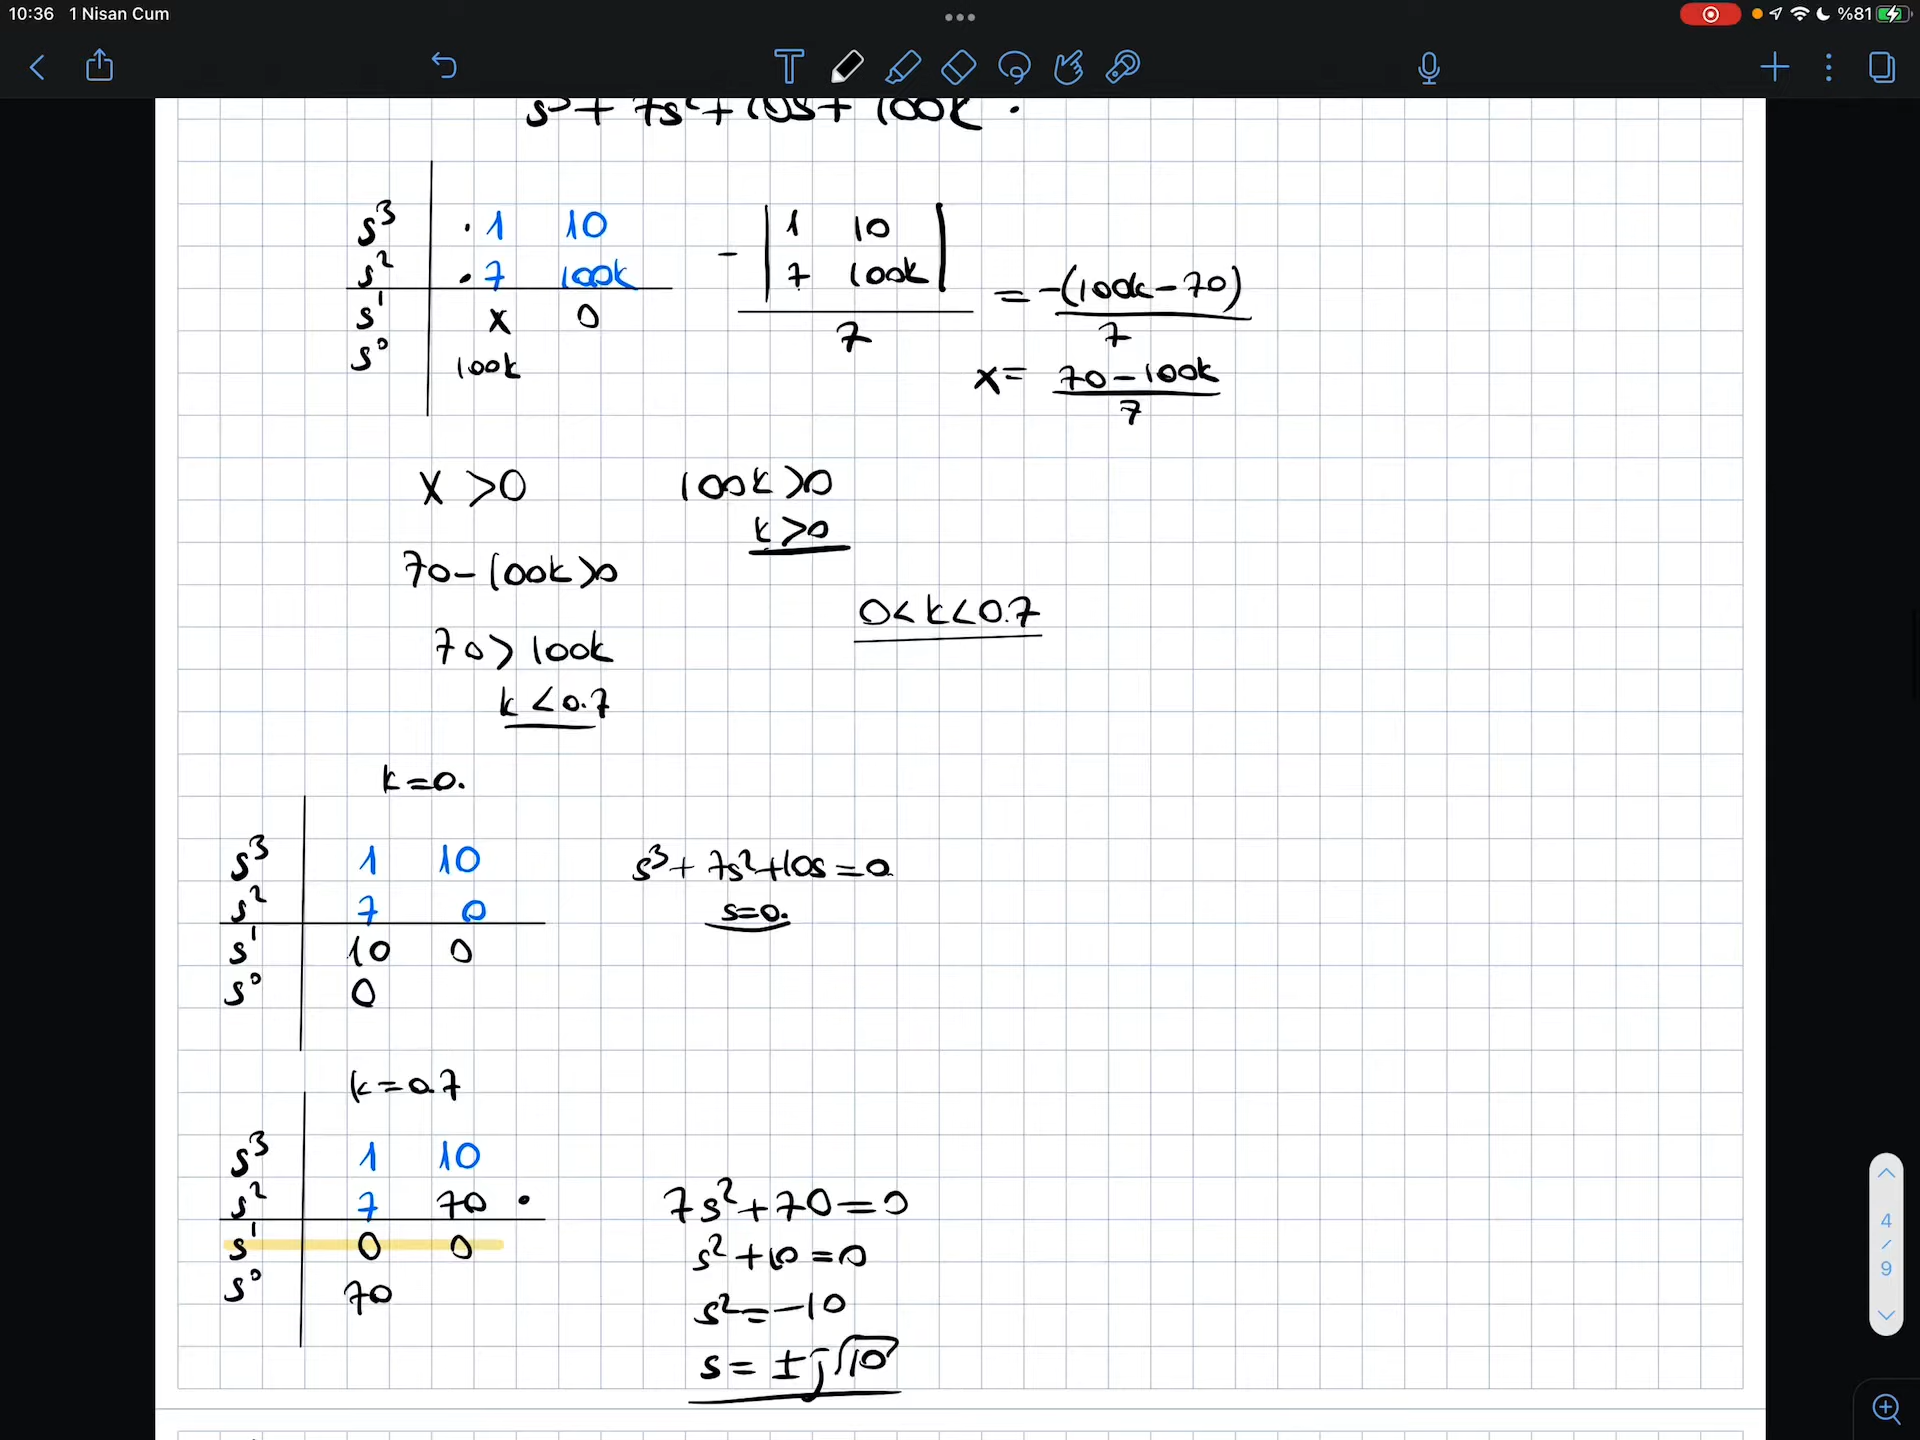 10:36 1 Nisan Cum
%81
s³ + 7s² + 10s + 100k
s³ 1 10
s² 7 100k
s¹ x 0
s⁰ 100k
- | 1 10 |
| 7 100k |
7
= -(100k-70)
7
x = 70-100k
7
x >0
100k>0
k>0
70-100k>0
0<k<0.7
70> 100k
k <0.7
k=0.
s³ 1 10
s² 7 0
s¹ 10 0
s⁰ 0
s³+7s²+10s=0
s=0.
k=0.7
s³ 1 10
s² 7 70
s¹ 0 0
s⁰ 70
7s²+70=0
s²+10=0
s²=-10
s= ±j√10
4
/
9